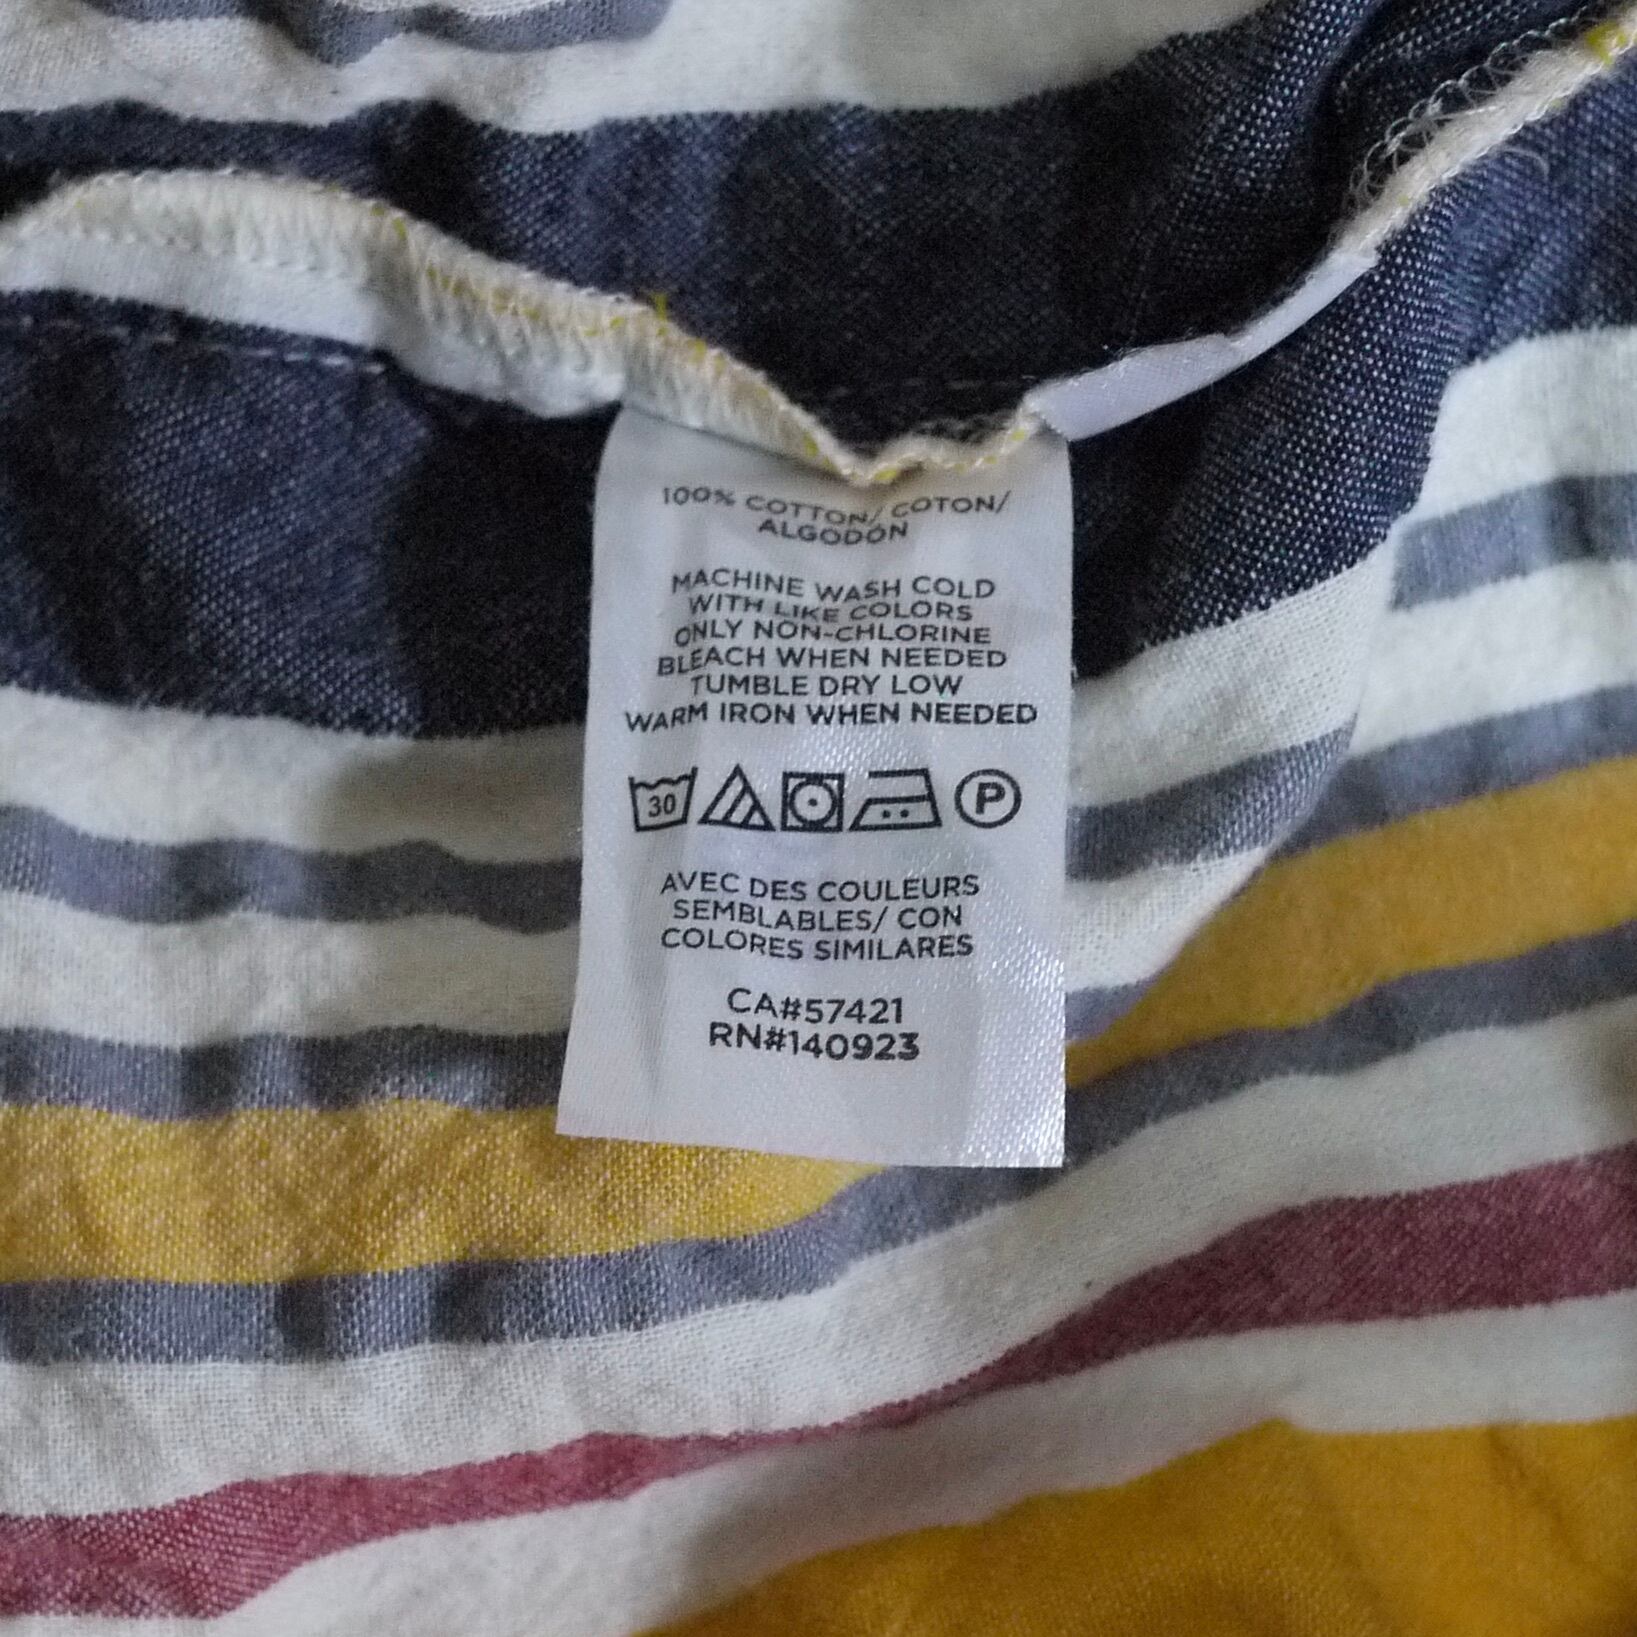 100% COTTON/ COTON/
ALGODÓN
MACHINE WASH COLD
WITH LIKE COLORS
ONLY NON-CHLORINE
BLEACH WHEN NEEDED
TUMBLE DRY LOW
WARM IRON WHEN NEEDED
30 P
AVEC DES COULEURS
SEMBLABLES/ CON
COLORES SIMILARES
CA#57421
RN#140923